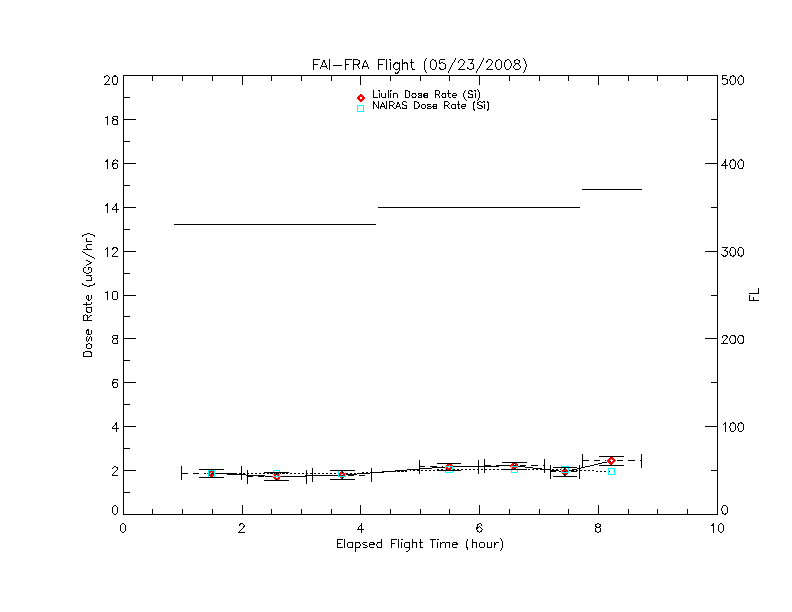 FAI-FRA Flight (05/23/2008)
Liulin Dose Rate (Si)
NAIRAS Dose Rate (Si)
20
18
16
14
12
10
8
6
4
2
0
Dose Rate (uGy/hr)
500
400
300
200
100
0
FL
0 2 4 6 8 10
Elapsed Flight Time (hour)